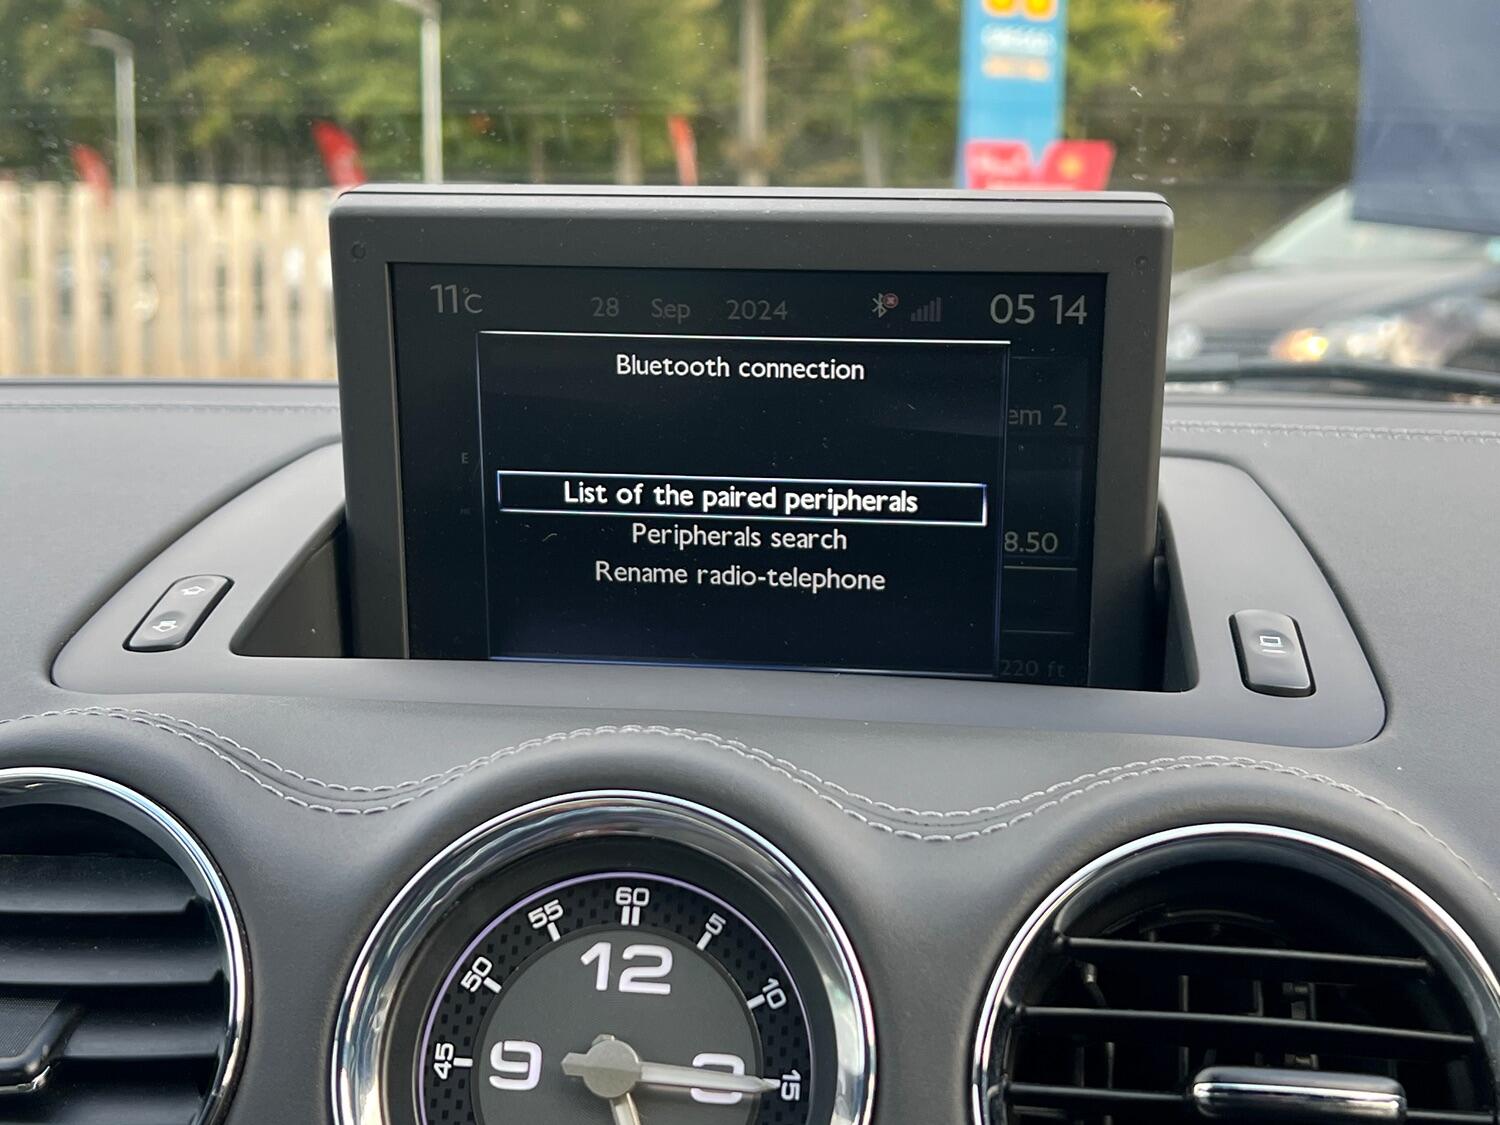 11°C 28 Sep 2024 05 14
Bluetooth connection
em 2
E
List of the paired peripherals
Peripherals search
8.50
Rename radio-telephone
220 ft
60
55 5
12
50 10
45 9 3 15